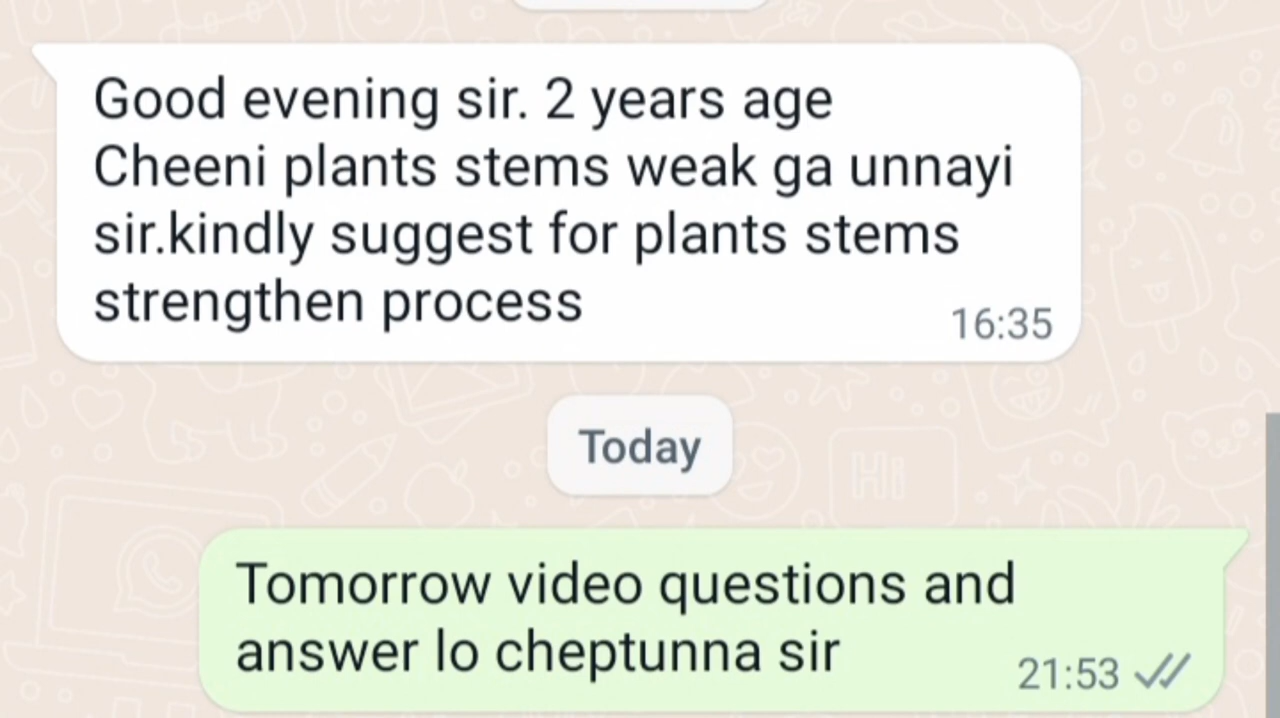 Good evening sir. 2 years age
Cheeni plants stems weak ga unnayi
sir.kindly suggest for plants stems
strengthen process
16:35
Today
Tomorrow video questions and
answer lo cheptunna sir
21:53